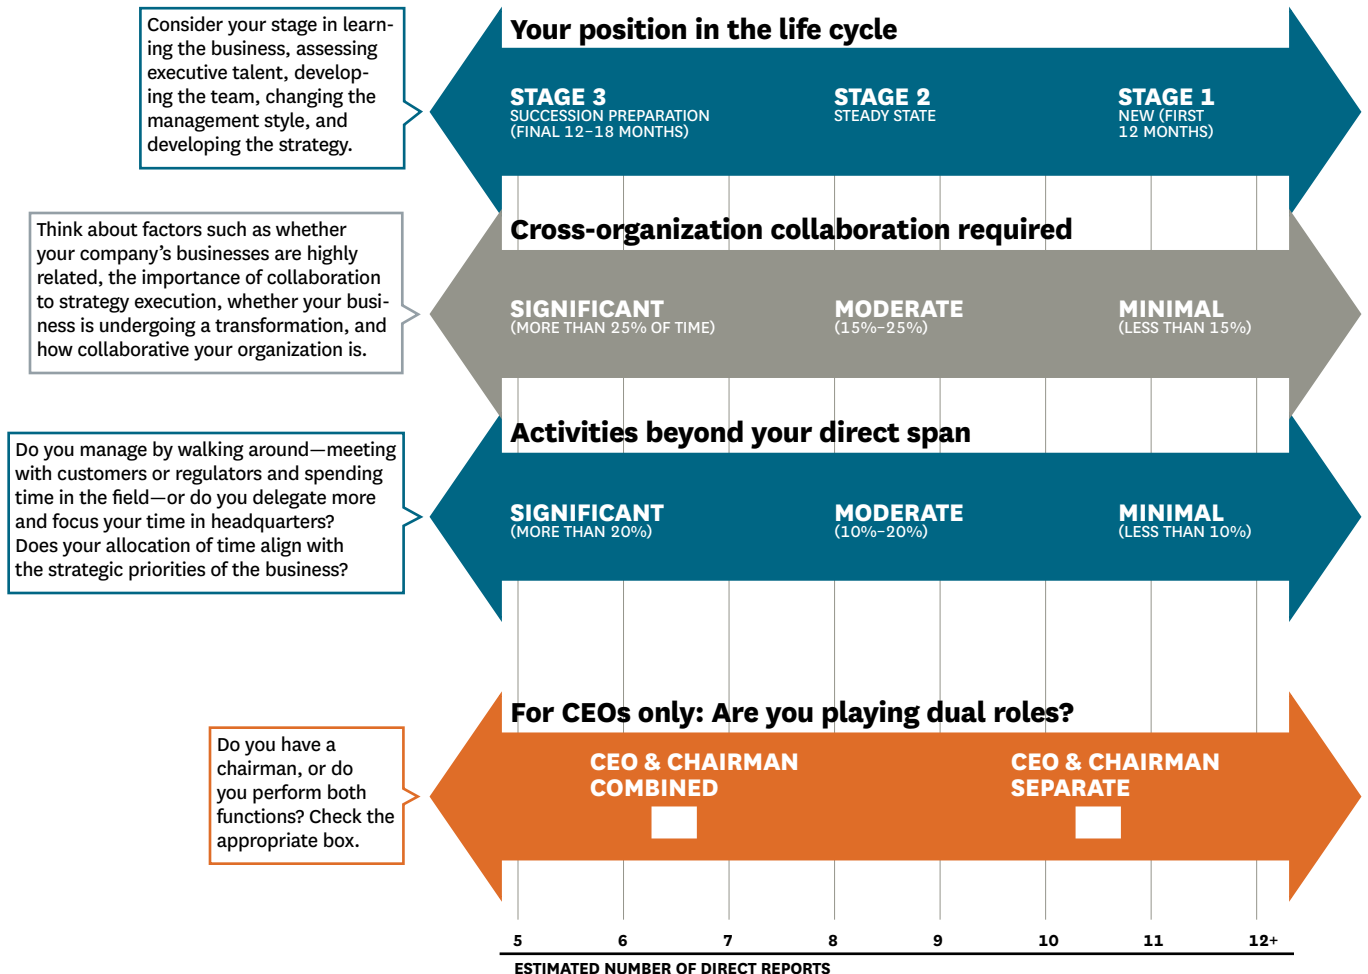 Consider your stage in learn-
ing the business, assessing
executive talent, develop-
ing the team, changing the
management style, and
developing the strategy.
Your position in the life cycle
STAGE 3
SUCCESSION PREPARATION
(FINAL 12–18 MONTHS)
STAGE 2
STEADY STATE
STAGE 1
NEW (FIRST
12 MONTHS)
Think about factors such as whether
your company’s businesses are highly
related, the importance of collaboration
to strategy execution, whether your busi-
ness is undergoing a transformation, and
how collaborative your organization is.
Cross-organization collaboration required
SIGNIFICANT
(MORE THAN 25% OF TIME)
MODERATE
(15%–25%)
MINIMAL
(LESS THAN 15%)
Do you manage by walking around—meeting
with customers or regulators and spending
time in the field—or do you delegate more
and focus your time in headquarters?
Does your allocation of time align with
the strategic priorities of the business?
Activities beyond your direct span
SIGNIFICANT
(MORE THAN 20%)
MODERATE
(10%–20%)
MINIMAL
(LESS THAN 10%)
Do you have a
chairman, or do
you perform both
functions? Check the
appropriate box.
For CEOs only: Are you playing dual roles?
CEO & CHAIRMAN
COMBINED
CEO & CHAIRMAN
SEPARATE
5 6 7 8 9 10 11 12+
ESTIMATED NUMBER OF DIRECT REPORTS